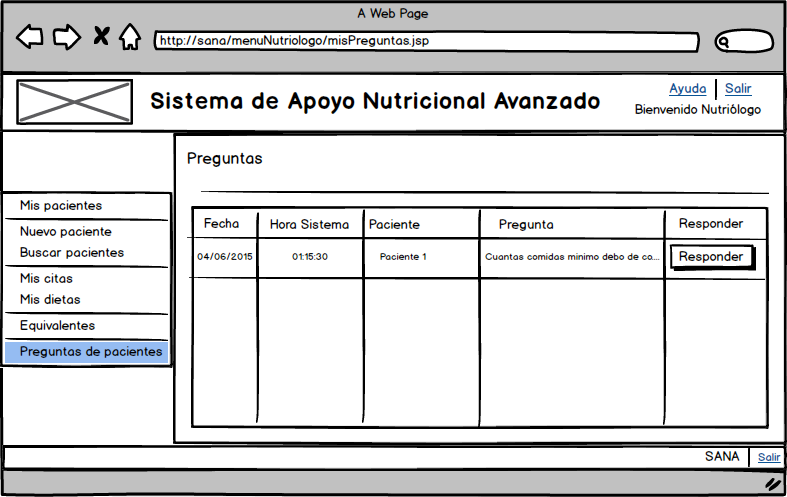 A Web Page
http://sana/menuNutriologo/misPreguntas.jsp
Sistema de Apoyo Nutricional Avanzado
Ayuda Salir
Bienvenido Nutriólogo
Preguntas
Mis pacientes
Nuevo paciente
Buscar pacientes
Mis citas
Mis dietas
Equivalentes
Preguntas de pacientes
Fecha Hora Sistema Paciente Pregunta Responder
04/06/2015 01:15:30 Paciente 1 Cuantas comidas minimo debo de co... Responder
SANA Salir